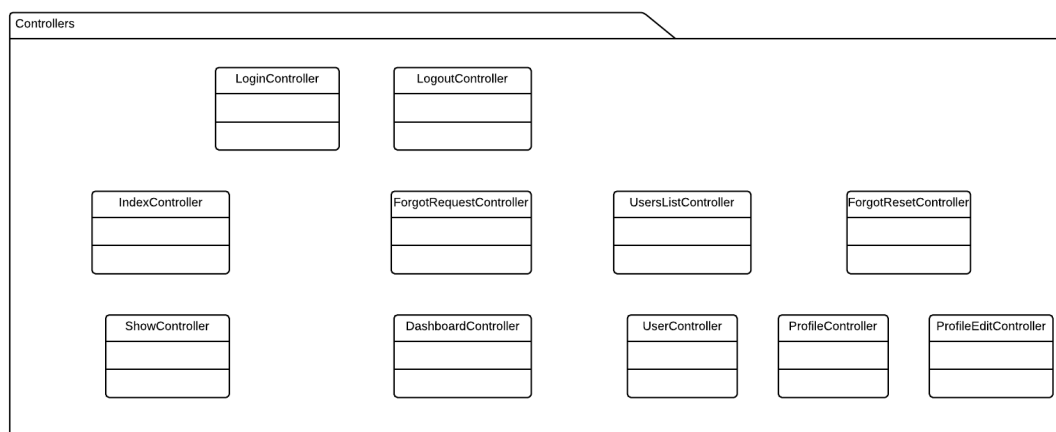 Controllers
LoginController
LogoutController
IndexController
ForgotRequestController
UsersListController
ForgotResetController
ShowController
DashboardController
UserController
ProfileController
ProfileEditController